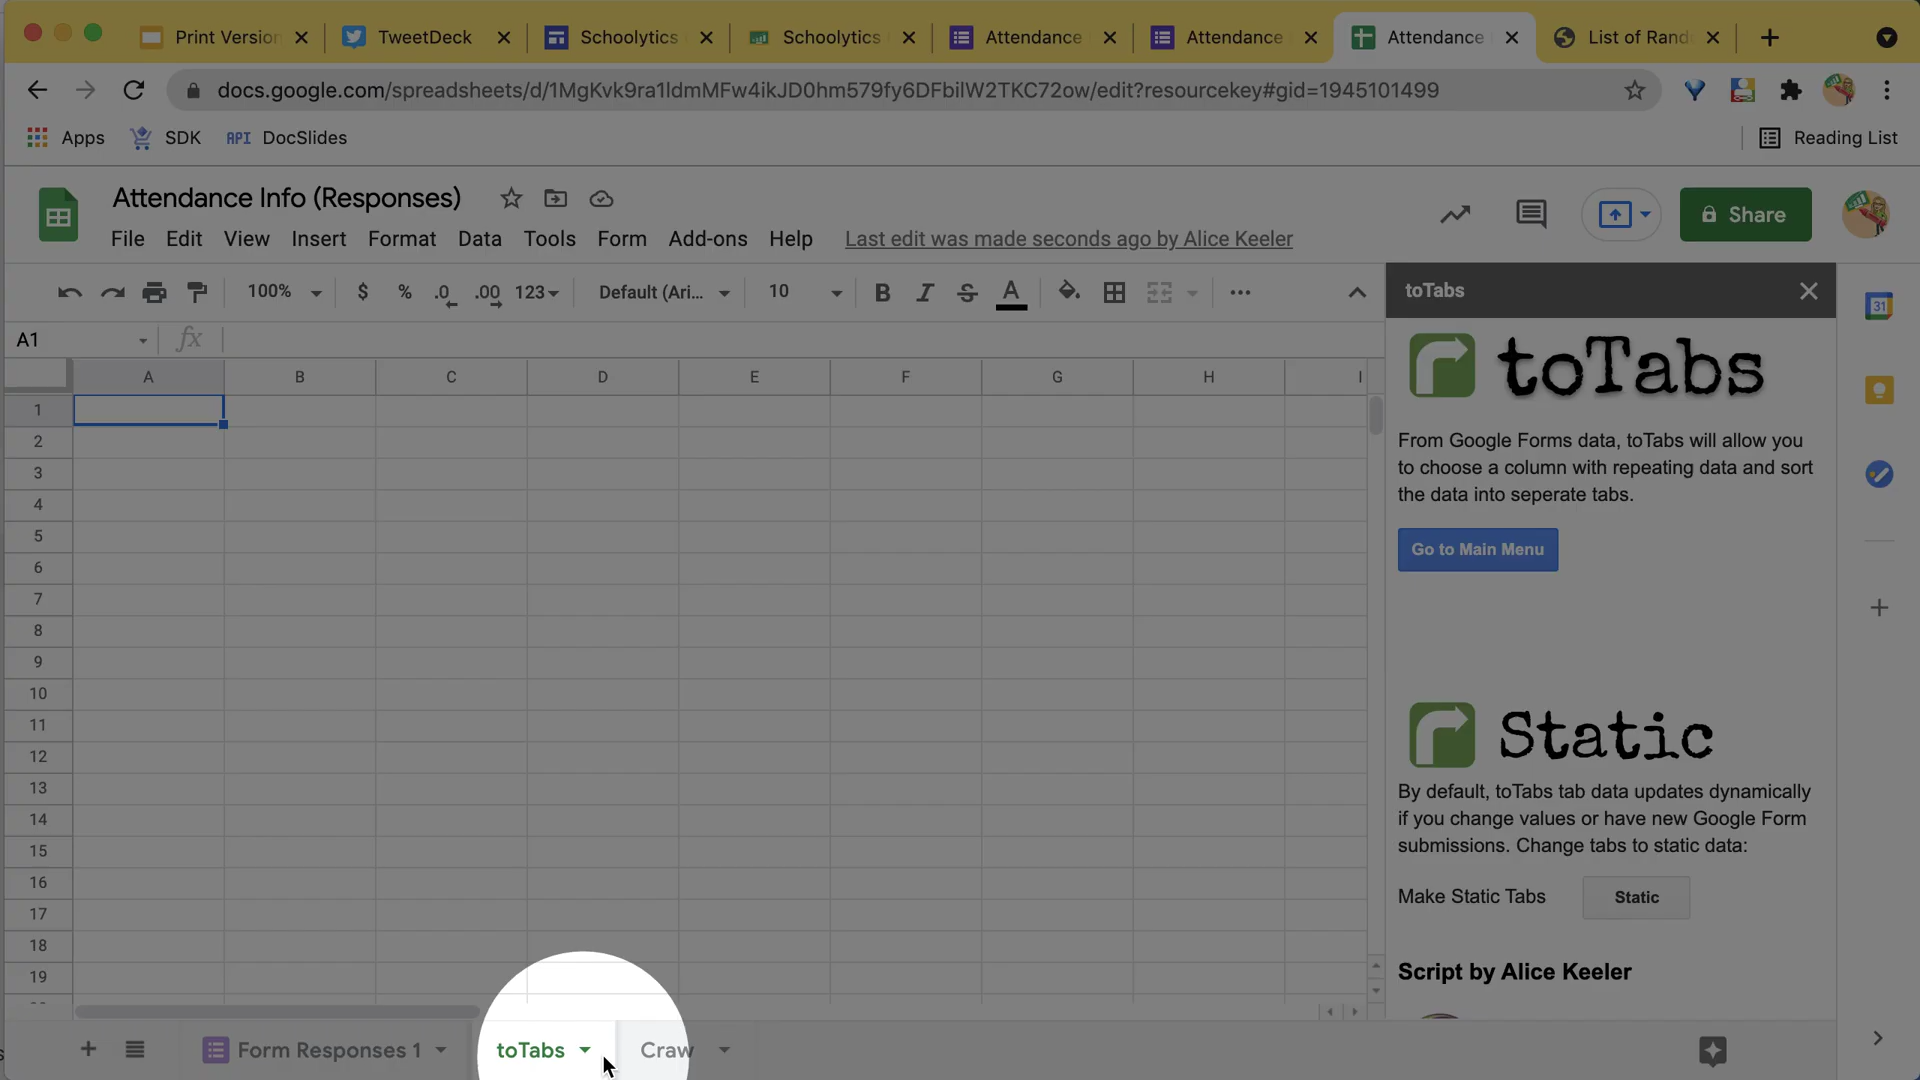 Print Version
TweetDeck
Schoolytics
Schoolytics
Attendance
Attendance
Attendance
List of Rand
docs.google.com/spreadsheets/d/1MgKvk9ra1ldmMFw4ikJD0hm579fy6DFbilW2TKC72ow/edit?resourcekey#gid=1945101499
Apps
SDK
API DocSlides
Reading List
Attendance Info (Responses)
File Edit View Insert Format Data Tools Form Add-ons Help Last edit was made seconds ago by Alice Keeler
Share
100% $ % .0 .00 123 Default (Ari... 10 B I S A
A1 fx
A B C D E F G H I
1
2
3
4
5
6
7
8
9
10
11
12
13
14
15
16
17
18
19
toTabs
toTabs
From Google Forms data, toTabs will allow you
to choose a column with repeating data and sort
the data into seperate tabs.
Go to Main Menu
Static
By default, toTabs tab data updates dynamically
if you change values or have new Google Form
submissions. Change tabs to static data:
Make Static Tabs Static
Script by Alice Keeler
31
Form Responses 1
toTabs
Craw